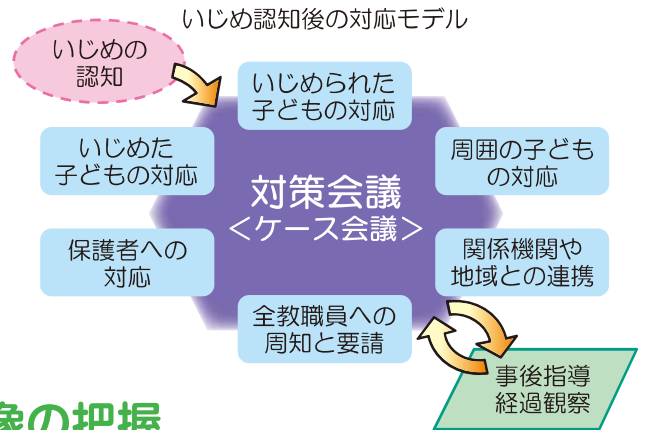 いじめ認知後の対応モデル
いじめの
認知
いじめられた
子どもの対応
いじめた
子どもの対応
周囲の子ども
の対応
対策会議
＜ケース会議＞
保護者への
対応
関係機関や
地域との連携
全教職員への
周知と要請
事後指導
経過観察
像の把握